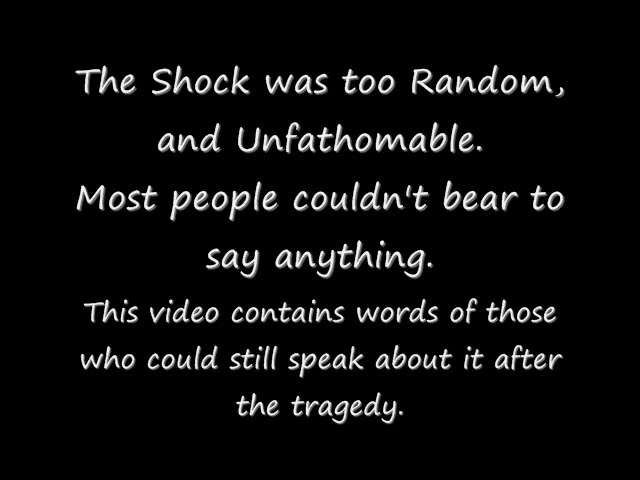 The Shock was too Random,
and Unfathomable.
Most people couldn't bear to
say anything.
This video contains words of those
who could still speak about it after
the tragedy.